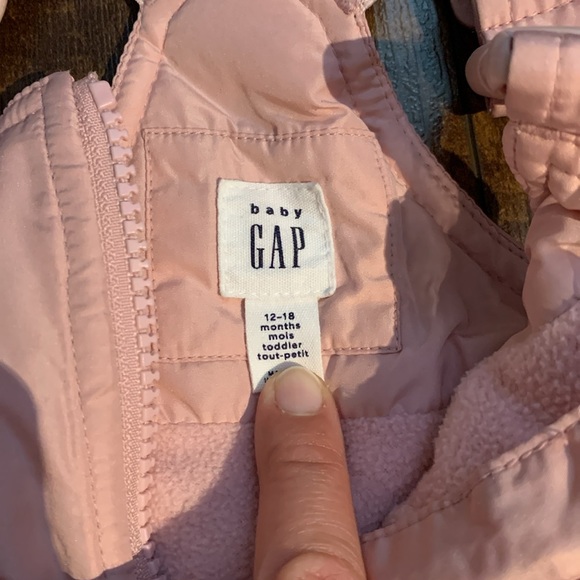 baby
GAP
12-18
months
mois
toddler
tout-petit